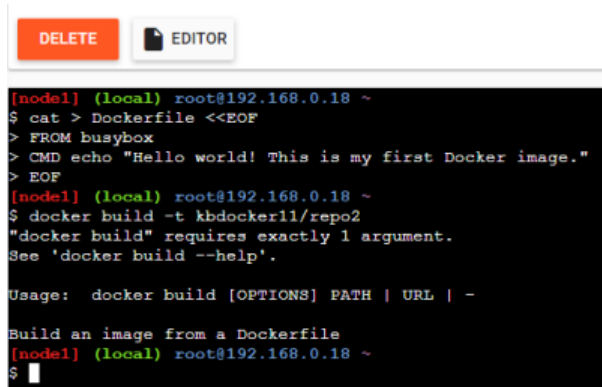 DELETE
EDITOR
[node1] (local) root@192.168.0.18 ~
$ cat > Dockerfile <<EOF
> FROM busybox
> CMD echo "Hello world! This is my first Docker image."
> EOF
[node1] (local) root@192.168.0.18 ~
$ docker build -t kbdocker11/repo2
"docker build" requires exactly 1 argument.
See 'docker build --help'.
Usage:  docker build [OPTIONS] PATH | URL | -
Build an image from a Dockerfile
[node1] (local) root@192.168.0.18 ~
$